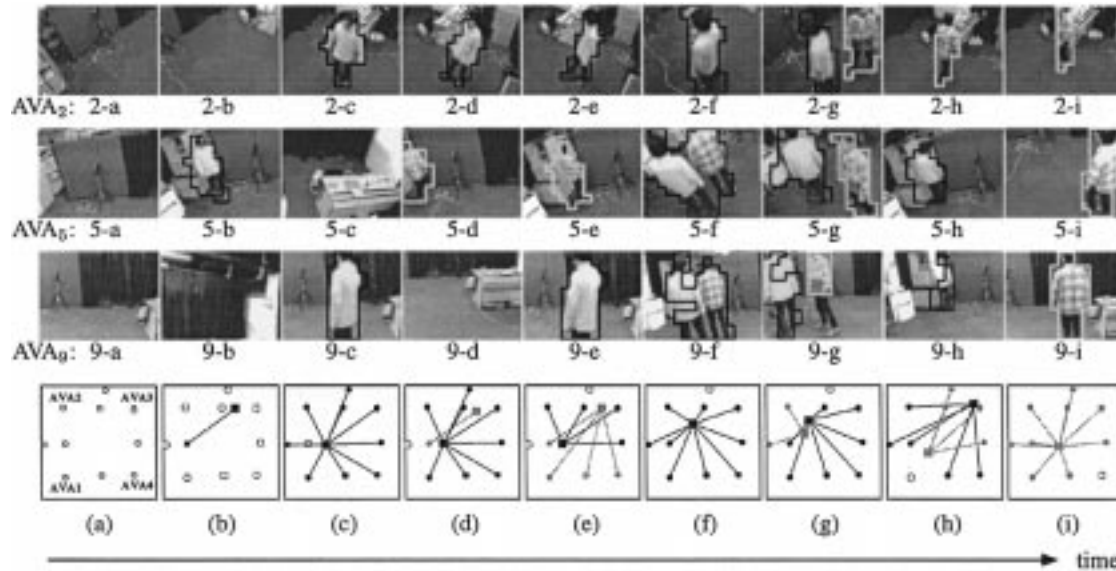 AVA₂: 2-a 2-b 2-c 2-d 2-e 2-f 2-g 2-h 2-i
AVA₅: 5-a 5-b 5-c 5-d 5-e 5-f 5-g 5-h 5-i
AVA₉: 9-a 9-b 9-c 9-d 9-e 9-f 9-g 9-h 9-i
AVA2 AVA3
AVA1 AVA4
(a) (b) (c) (d) (e) (f) (g) (h) (i)
time